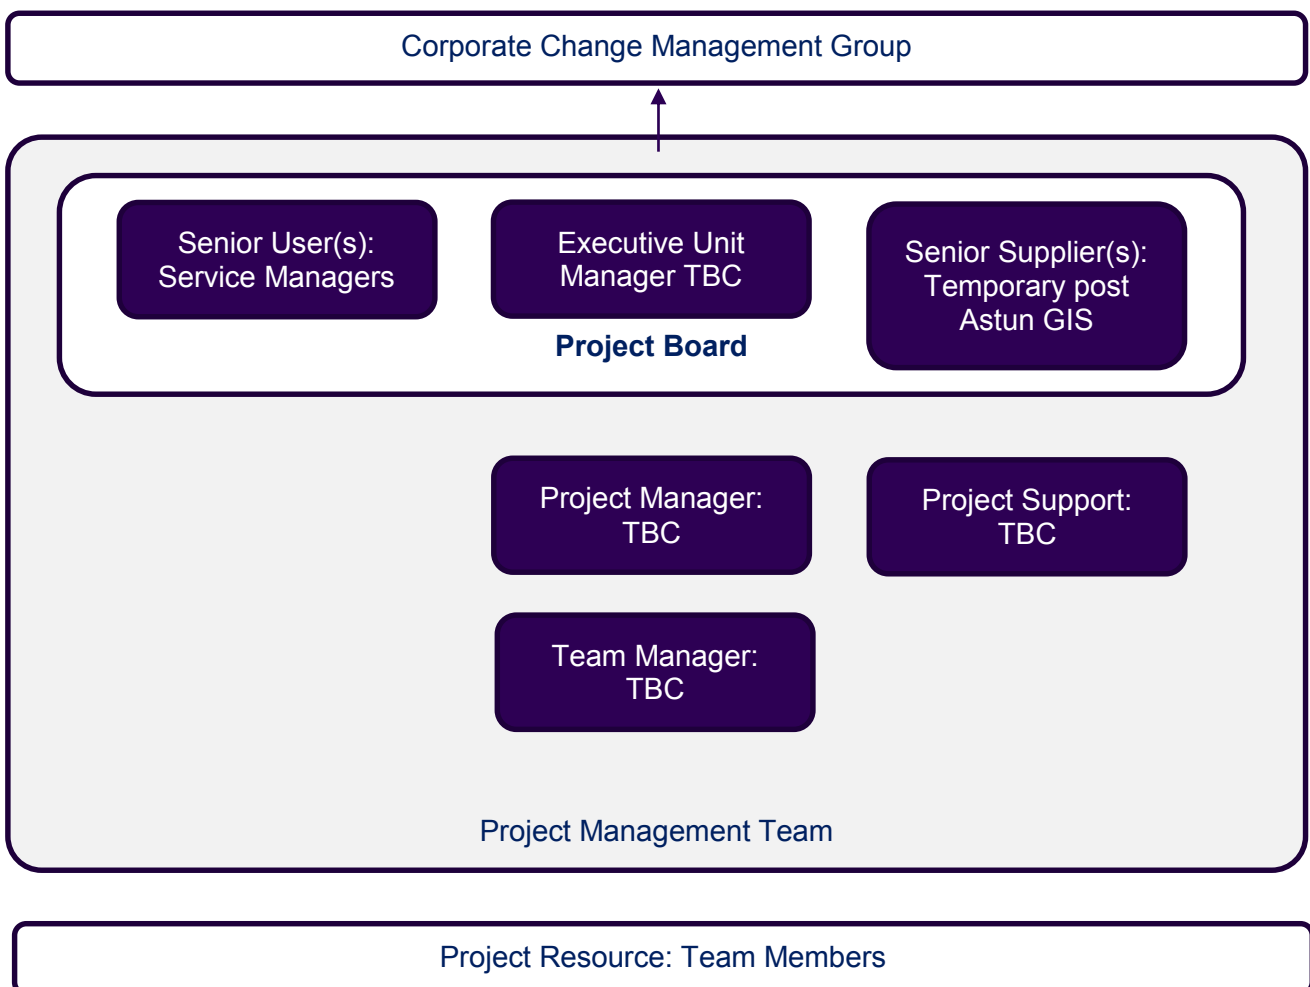 Corporate Change Management Group
Senior User(s):
Service Managers
Executive Unit
Manager TBC
Senior Supplier(s):
Temporary post
Astun GIS
Project Board
Project Manager:
TBC
Project Support:
TBC
Team Manager:
TBC
Project Management Team
Project Resource: Team Members